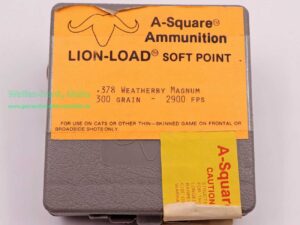 A-Square
Ammunition
LION-LOAD SOFT POINT
.378 WEATHERBY MAGNUM
300 GRAIN - 2900 FPS
FOR USE ON CATS OR OTHER THIN-SKINNED GAME ON FRONTAL OR
BROADSIDE SHOTS ONLY.
A-Square
CAUTION